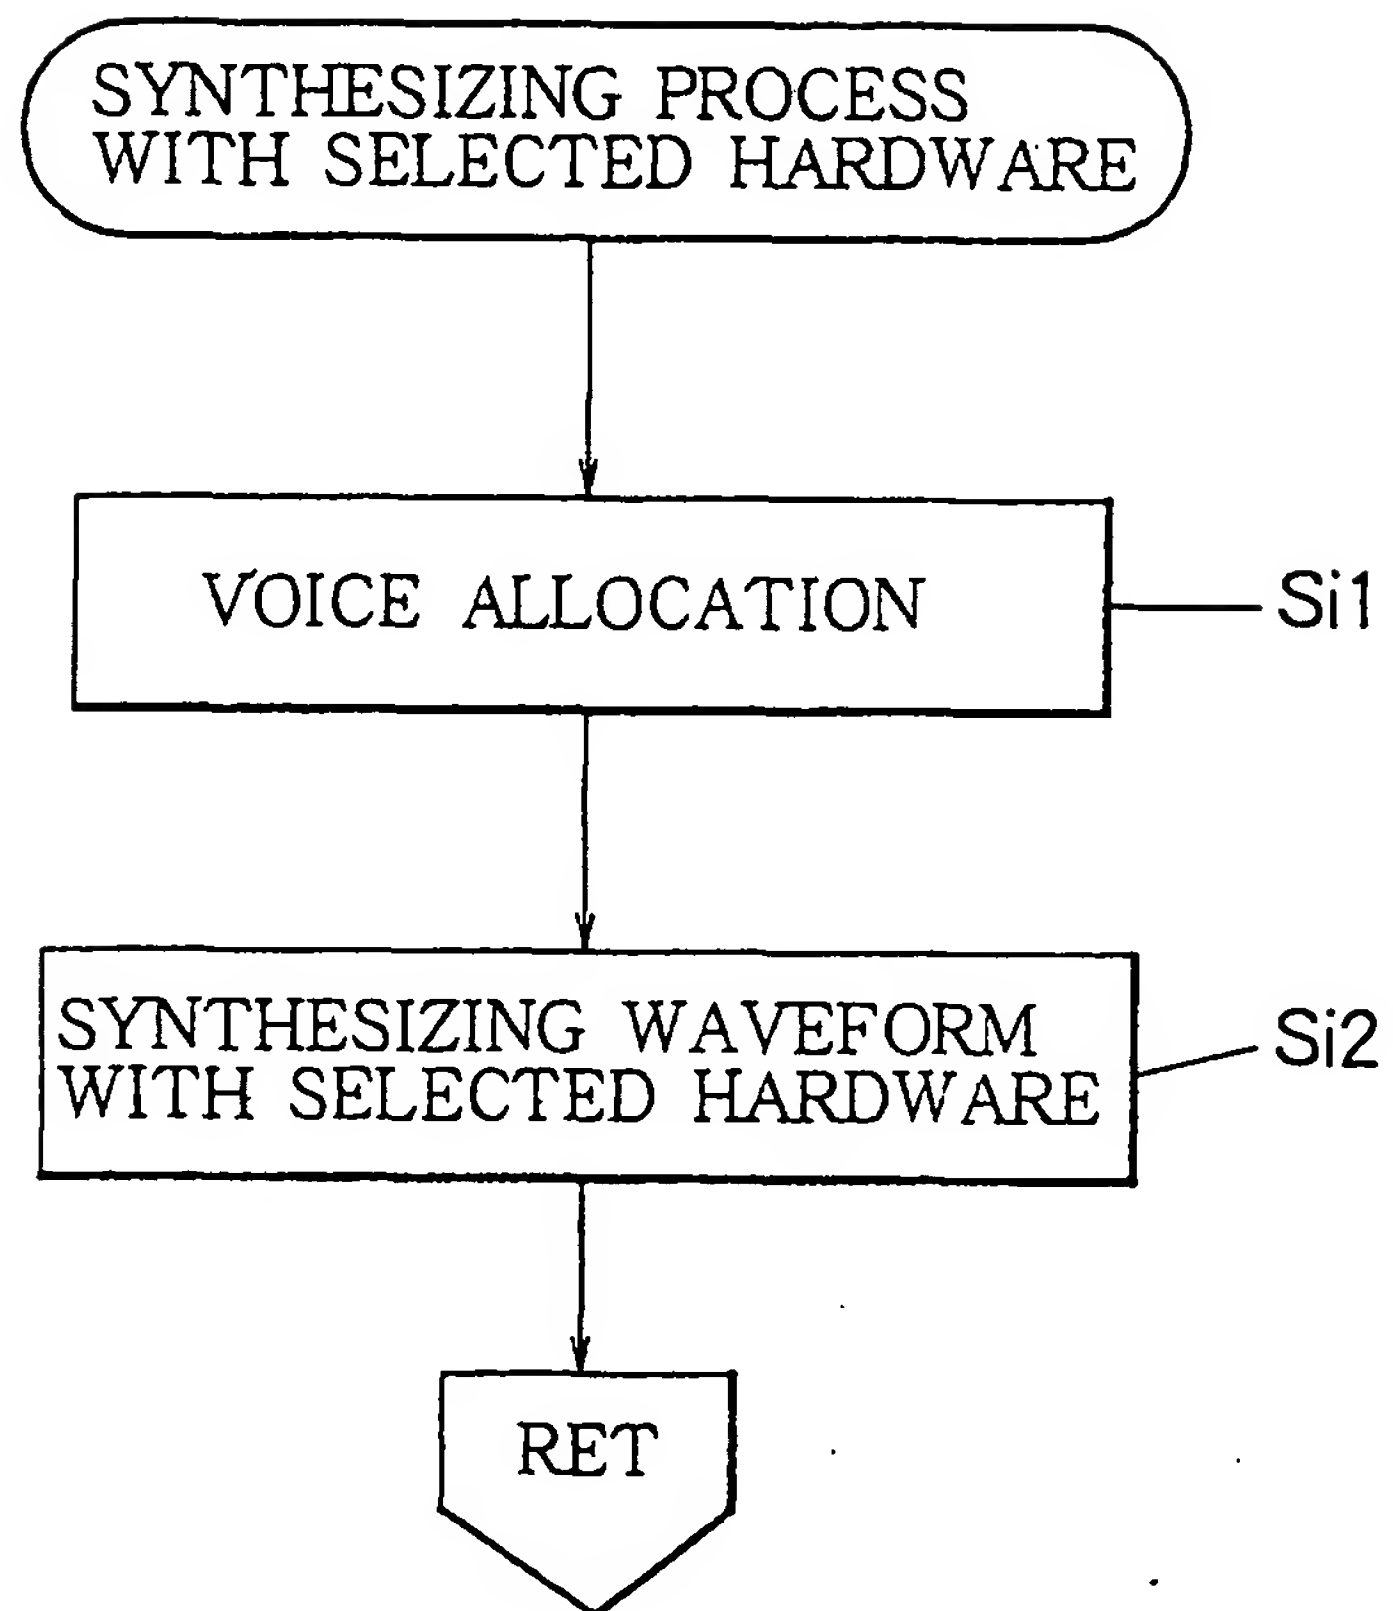 SYNTHESIZING PROCESS
WITH SELECTED HARDWARE
VOICE ALLOCATION
Si1
SYNTHESIZING WAVEFORM
WITH SELECTED HARDWARE
Si2
RET